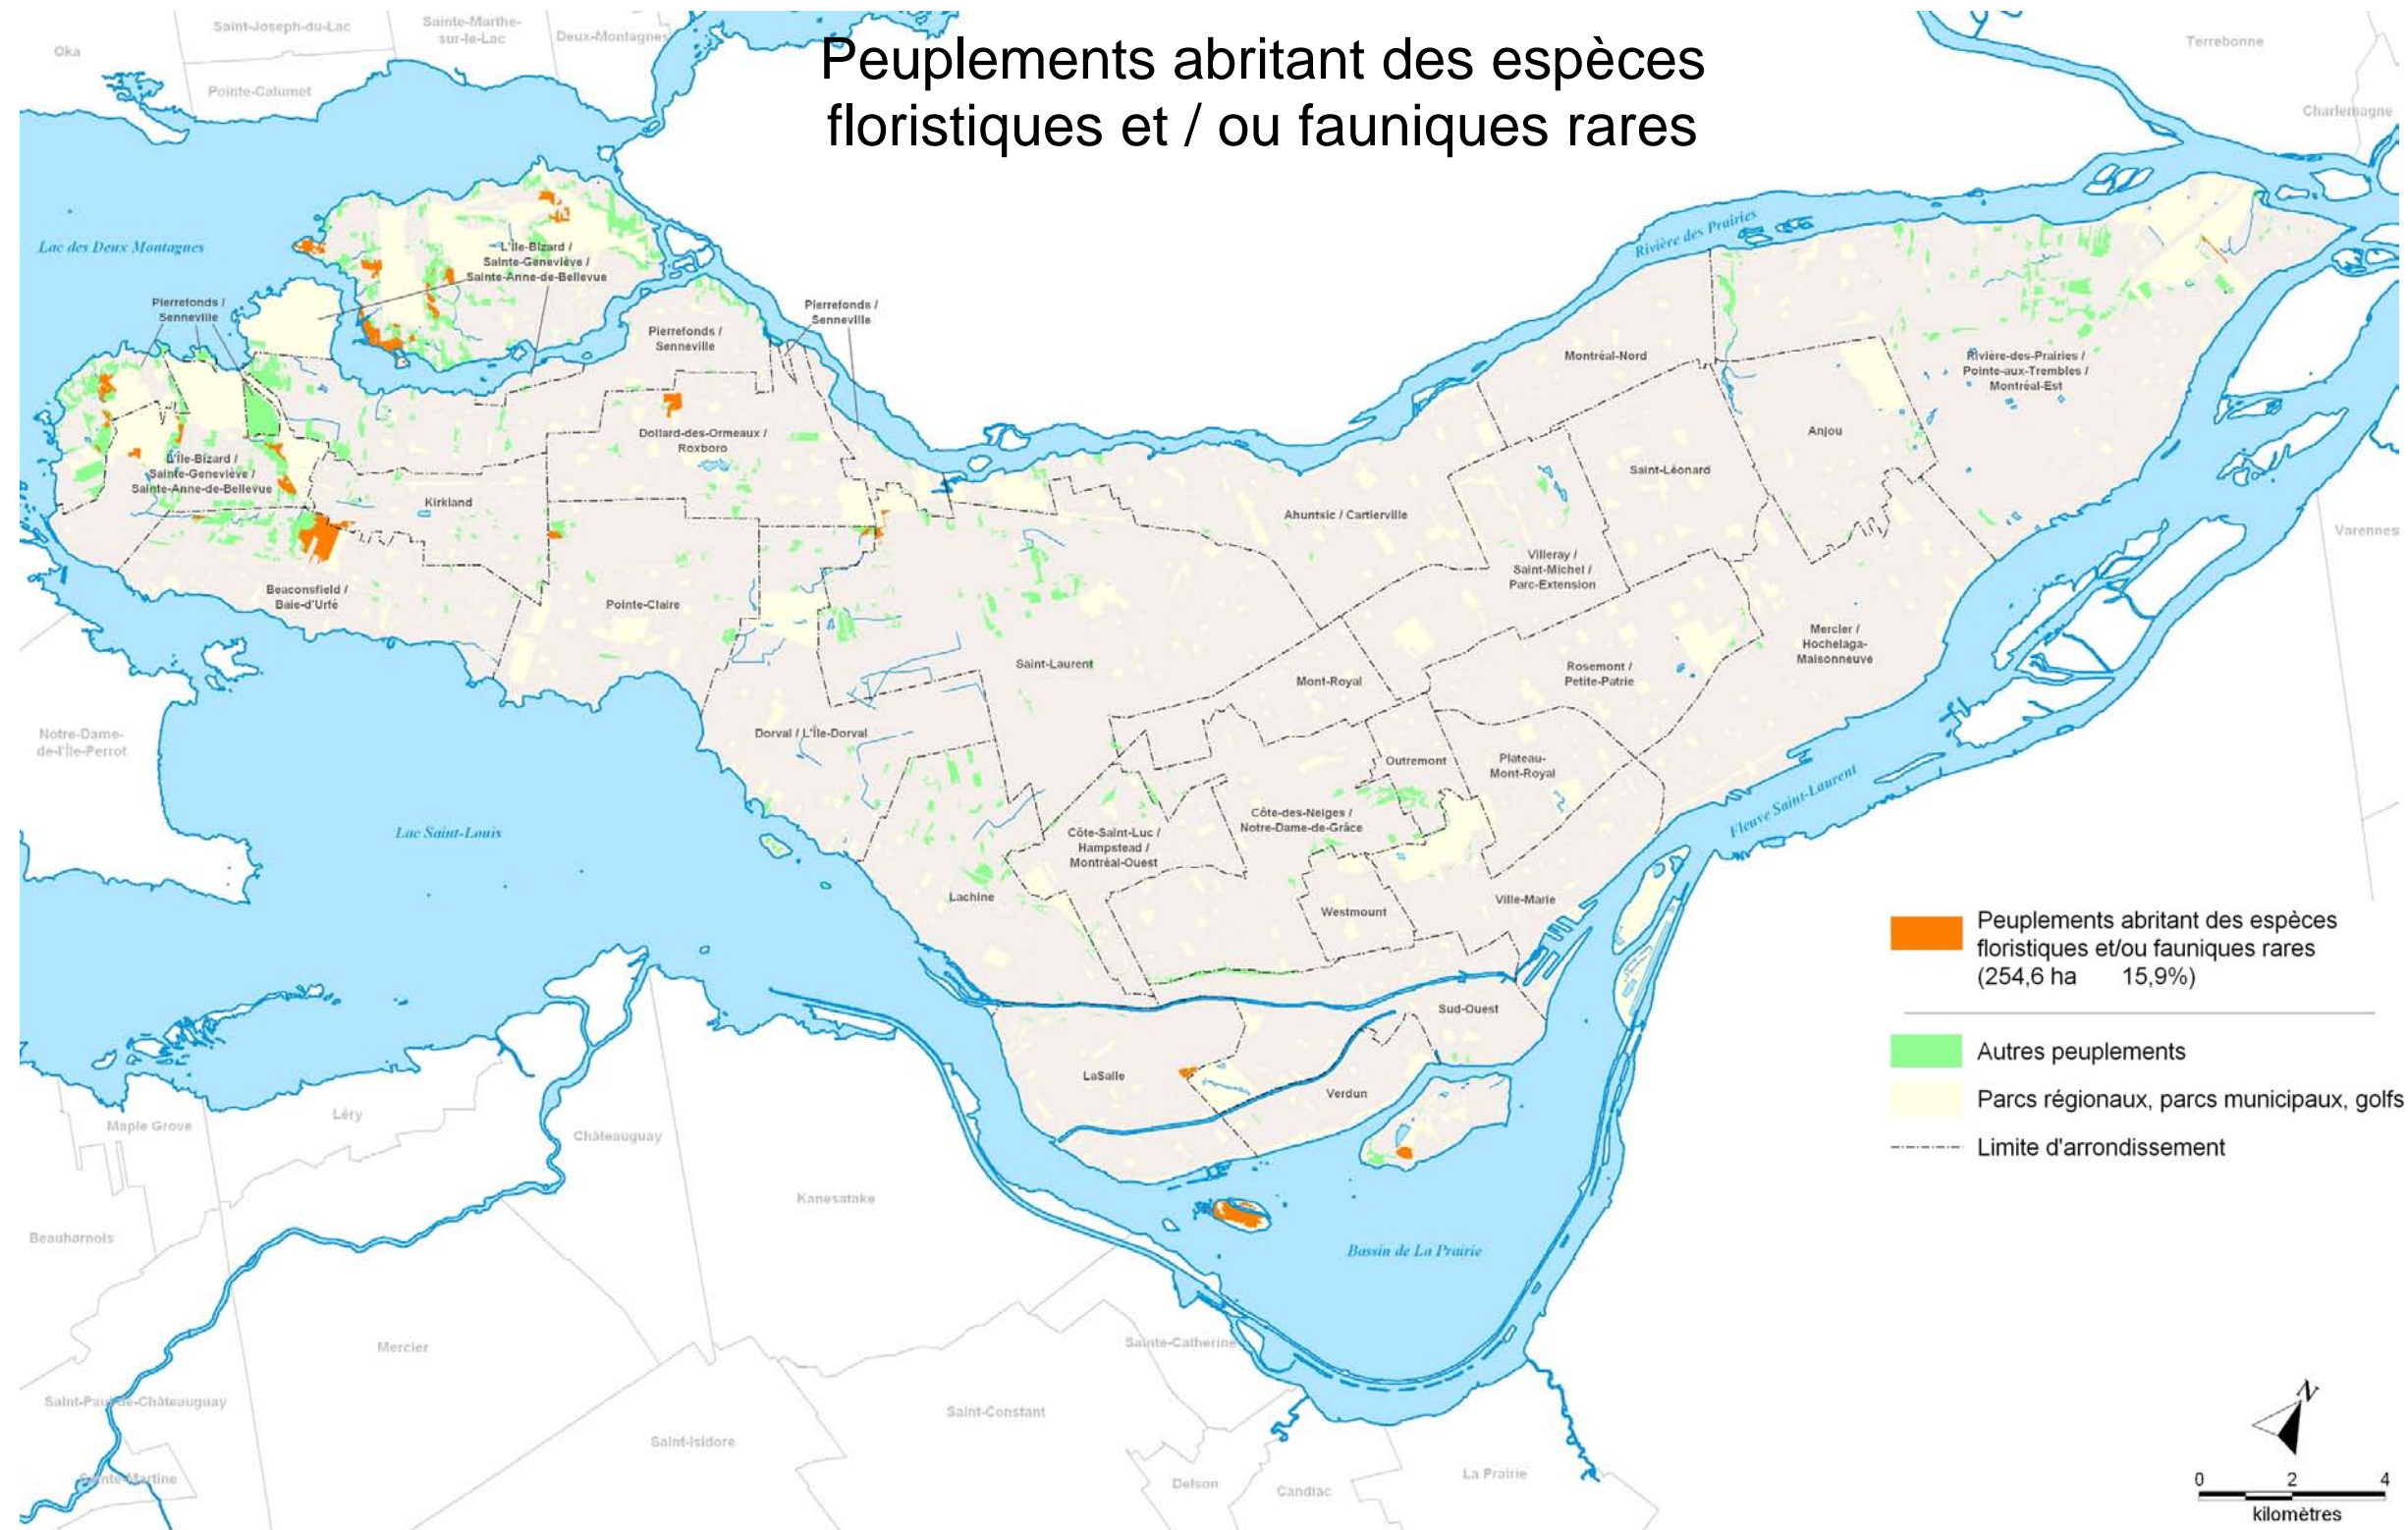 Peuplements abritant des espèces
floristiques et / ou fauniques rares
Oka
Saint-Joseph-du-Lac
Sainte-Marthe-
sur-le-Lac
Deux-Montagnes
Pointe-Calumet
Terrebonne
Charlemagne
Lac des Deux Montagnes
Rivière des Prairies
L'Île-Bizard /
Sainte-Geneviève /
Sainte-Anne-de-Bellevue
Pierrefonds /
Senneville
Pierrefonds /
Senneville
Pierrefonds /
Senneville
Montréal-Nord
Rivière-des-Prairies /
Pointe-aux-Trembles /
Montréal-Est
Dollard-des-Ormeaux /
Roxboro
Anjou
L'Île-Bizard /
Sainte-Geneviève /
Sainte-Anne-de-Bellevue
Saint-Léonard
Kirkland
Ahuntsic / Cartierville
Varennes
Villeray /
Saint-Michel /
Parc-Extension
Beaconsfield /
Baie-d'Urfé
Pointe-Claire
Mercier /
Hochelaga-
Maisonneuve
Saint-Laurent
Mont-Royal
Rosemont /
Petite-Patrie
Notre-Dame-
de-l'Île-Perrot
Dorval / L'Île-Dorval
Outremont
Plateau-
Mont-Royal
Fleuve Saint-Laurent
Lac Saint-Louis
Côte-Saint-Luc /
Hampstead /
Montréal-Ouest
Côte-des-Neiges /
Notre-Dame-de-Grâce
Lachine
Westmount
Ville-Marie
Peuplements abritant des espèces
floristiques et/ou fauniques rares
(254,6 ha 15,9%)
Sud-Ouest
Autres peuplements
LaSalle
Verdun
Parcs régionaux, parcs municipaux, golfs
Limite d'arrondissement
Maple Grove
Léry
Châteauguay
Kanesatake
Beauharnois
Bassin de La Prairie
Mercier
Sainte-Catherine
Saint-Paul-de-Châteauguay
Saint-Constant
Saint-Isidore
Sainte-Martine
Delson
Candiac
La Prairie
N
0 2 4
kilomètres